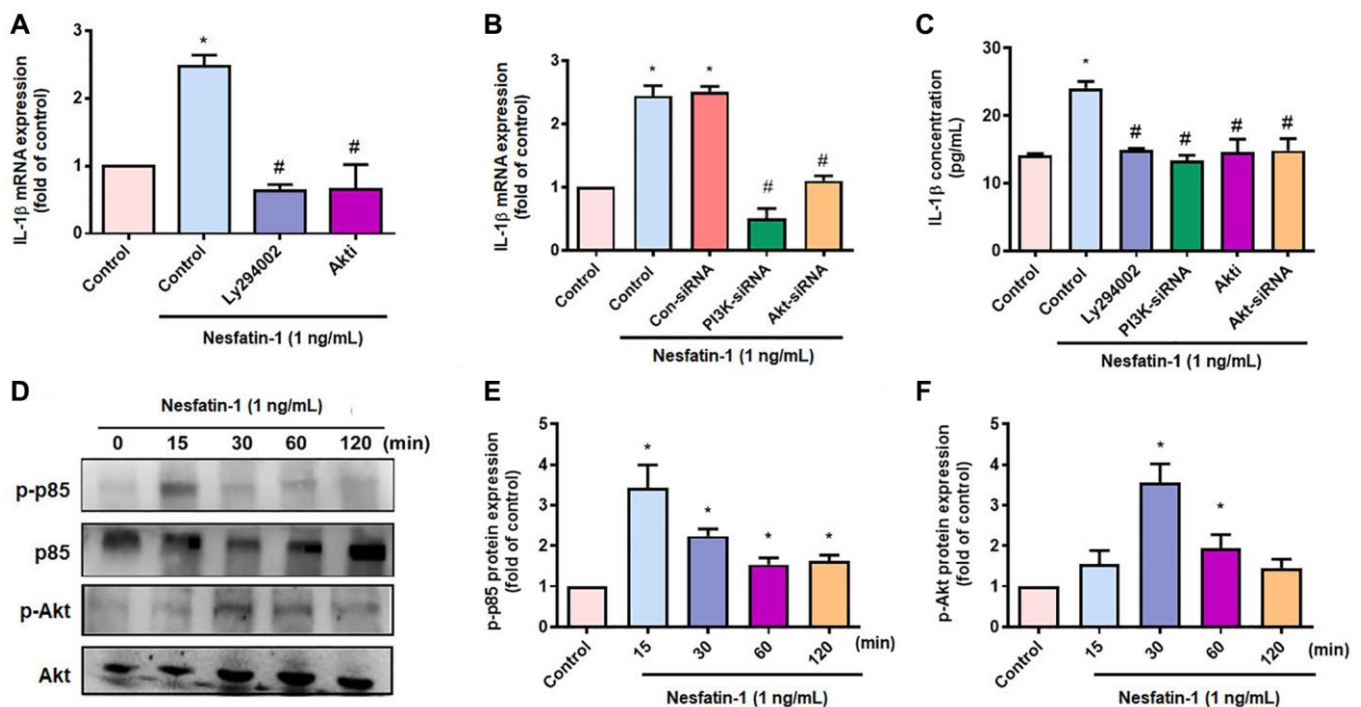 A
IL-1β mRNA expression
(fold of control)
3
2
1
0
*
#
#
Control
Control
Ly294002
Akti
Nesfatin-1 (1 ng/mL)
B
IL-1β mRNA expression
(fold of control)
3
2
1
0
*
*
#
#
Control
Control
Con-siRNA
PI3K-siRNA
Akt-siRNA
Nesfatin-1 (1 ng/mL)
C
IL-1β concentration
(pg/mL)
30
20
10
0
*
#
#
#
#
Control
Control
Ly294002
PI3K-siRNA
Akti
Akt-siRNA
Nesfatin-1 (1 ng/mL)
D
Nesfatin-1 (1 ng/mL)
0 15 30 60 120 (min)
p-p85
p85
p-Akt
Akt
E
p-p85 protein expression
(fold of control)
5
4
3
2
1
0
*
*
*
*
Control
15
30
60
120
(min)
Nesfatin-1 (1 ng/mL)
F
p-Akt protein expression
(fold of control)
5
4
3
2
1
0
*
*
Control
15
30
60
120
(min)
Nesfatin-1 (1 ng/mL)